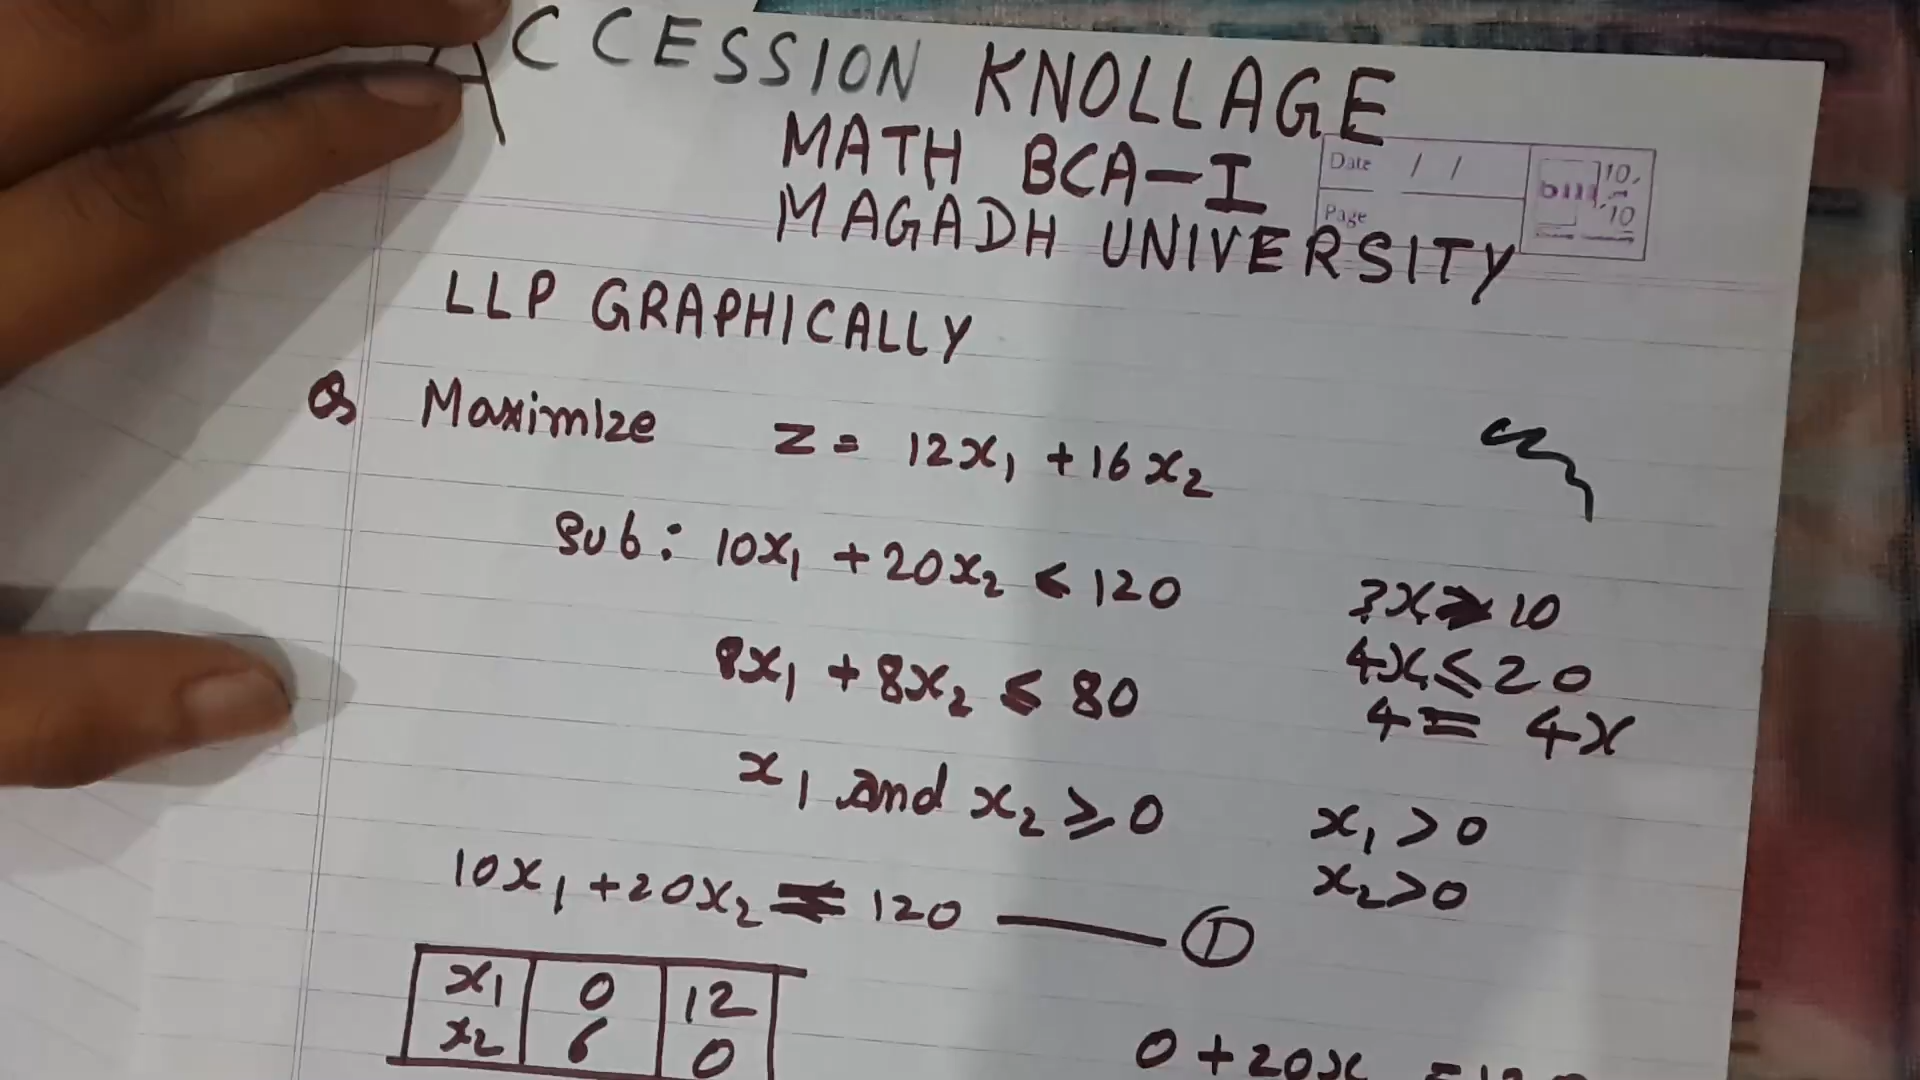 ACCESSION KNOLLAGE
MATH BCA-I
MAGADH UNIVERSITY
Date / /
Page
LLP GRAPHICALLY
Q Maximize z = 12x₁ + 16x₂
Sub: 10x₁ + 20x₂ < 120
8x₁ + 8x₂ ≤ 80
x₁ and x₂ ≥ 0
10x₁ + 20x₂ = 120 —— ①
x₁ 0 12
x₂ 6 0
10
4x ≤ 20
4 = 4x
x₁ > 0
x₂ > 0
0 + 20x